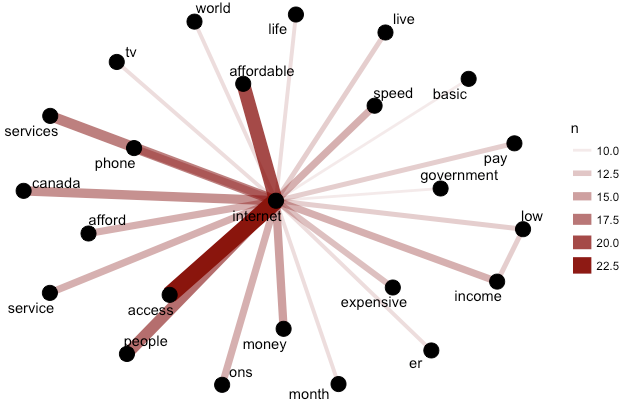 world
life
live
tv
affordable
speed
basic
services
phone
pay
government
canada
internet
low
afford
service
access
expensive
income
people
money
er
ons
month
n
10.0
12.5
15.0
17.5
20.0
22.5